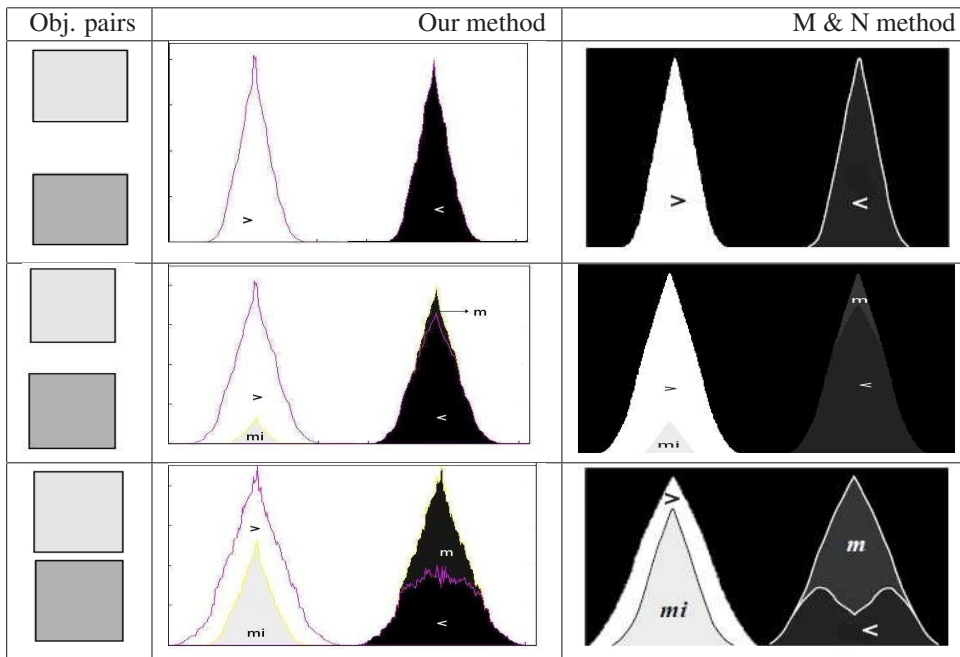 Obj. pairs Our method M & N method
> < > <
m m
> < > <
mi mi
> > m
m
mi < mi <